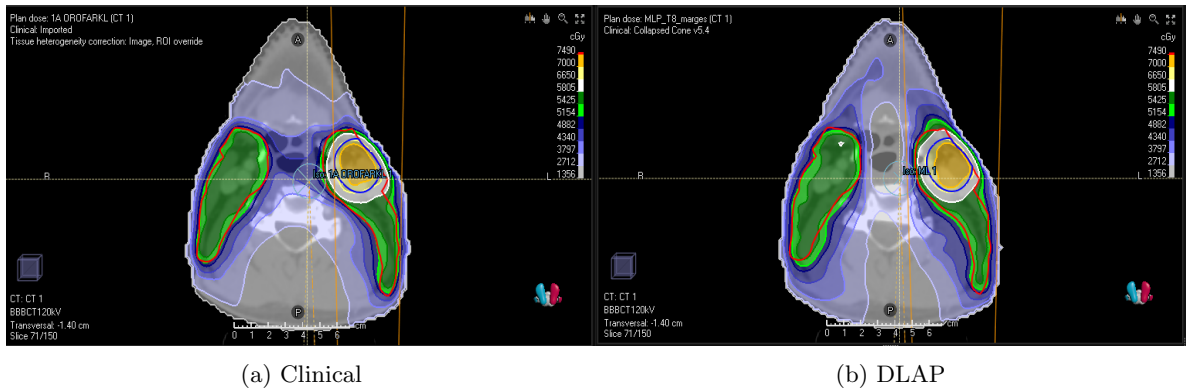 Plan dose: 1A OROFARKL (CT 1)
Clinical: Imported
Tissue heterogeneity correction: Image, ROI override
A
cGy
7490
7000
6650
5805
5425
5154
4882
4340
3797
2712
1356
R
1A OROFARKL 1
L
CT: CT 1
BBBCT120kV
Transversal: -1.40 cm
Slice 71/150
P
0 1 2 3 4 5 6 cm
Plan dose: MLP_T8_marges (CT 1)
Clinical: Collapsed Cone v5.4
A
cGy
7490
7000
6650
5805
5425
5154
4882
4340
3797
2712
1356
R
Iso: ML 1
L
CT: CT 1
BBBCT120kV
Transversal: -1.40 cm
Slice 71/150
P
0 1 2 3 4 5 6 cm
(a) Clinical
(b) DLAP